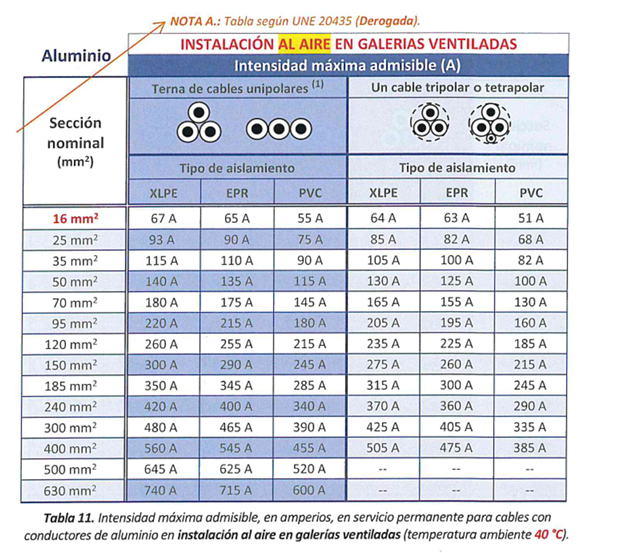 NOTA A.: Tabla según UNE 20435 (Derogada).
Aluminio
INSTALACIÓN AL AIRE EN GALERIAS VENTILADAS
Intensidad máxima admisible (A)
Sección nominal (mm²)
Terna de cables unipolares (1)
Un cable tripolar o tetrapolar
Tipo de aislamiento
Tipo de aislamiento
XLPE EPR PVC XLPE EPR PVC
16 mm² 67 A 65 A 55 A 64 A 63 A 51 A
25 mm² 93 A 90 A 75 A 85 A 82 A 68 A
35 mm² 115 A 110 A 90 A 105 A 100 A 82 A
50 mm² 140 A 135 A 115 A 130 A 125 A 100 A
70 mm² 180 A 175 A 145 A 165 A 155 A 130 A
95 mm² 220 A 215 A 180 A 205 A 195 A 160 A
120 mm² 260 A 255 A 215 A 235 A 225 A 185 A
150 mm² 300 A 290 A 245 A 275 A 260 A 215 A
185 mm² 350 A 345 A 285 A 315 A 300 A 245 A
240 mm² 420 A 400 A 340 A 370 A 360 A 290 A
300 mm² 480 A 465 A 390 A 425 A 405 A 335 A
400 mm² 560 A 545 A 455 A 505 A 475 A 385 A
500 mm² 645 A 625 A 520 A -- -- --
630 mm² 740 A 715 A 600 A -- -- --
Tabla 11. Intensidad máxima admisible, en amperios, en servicio permanente para cables con
conductores de aluminio en instalación al aire en galerías ventiladas (temperatura ambiente 40 °C).